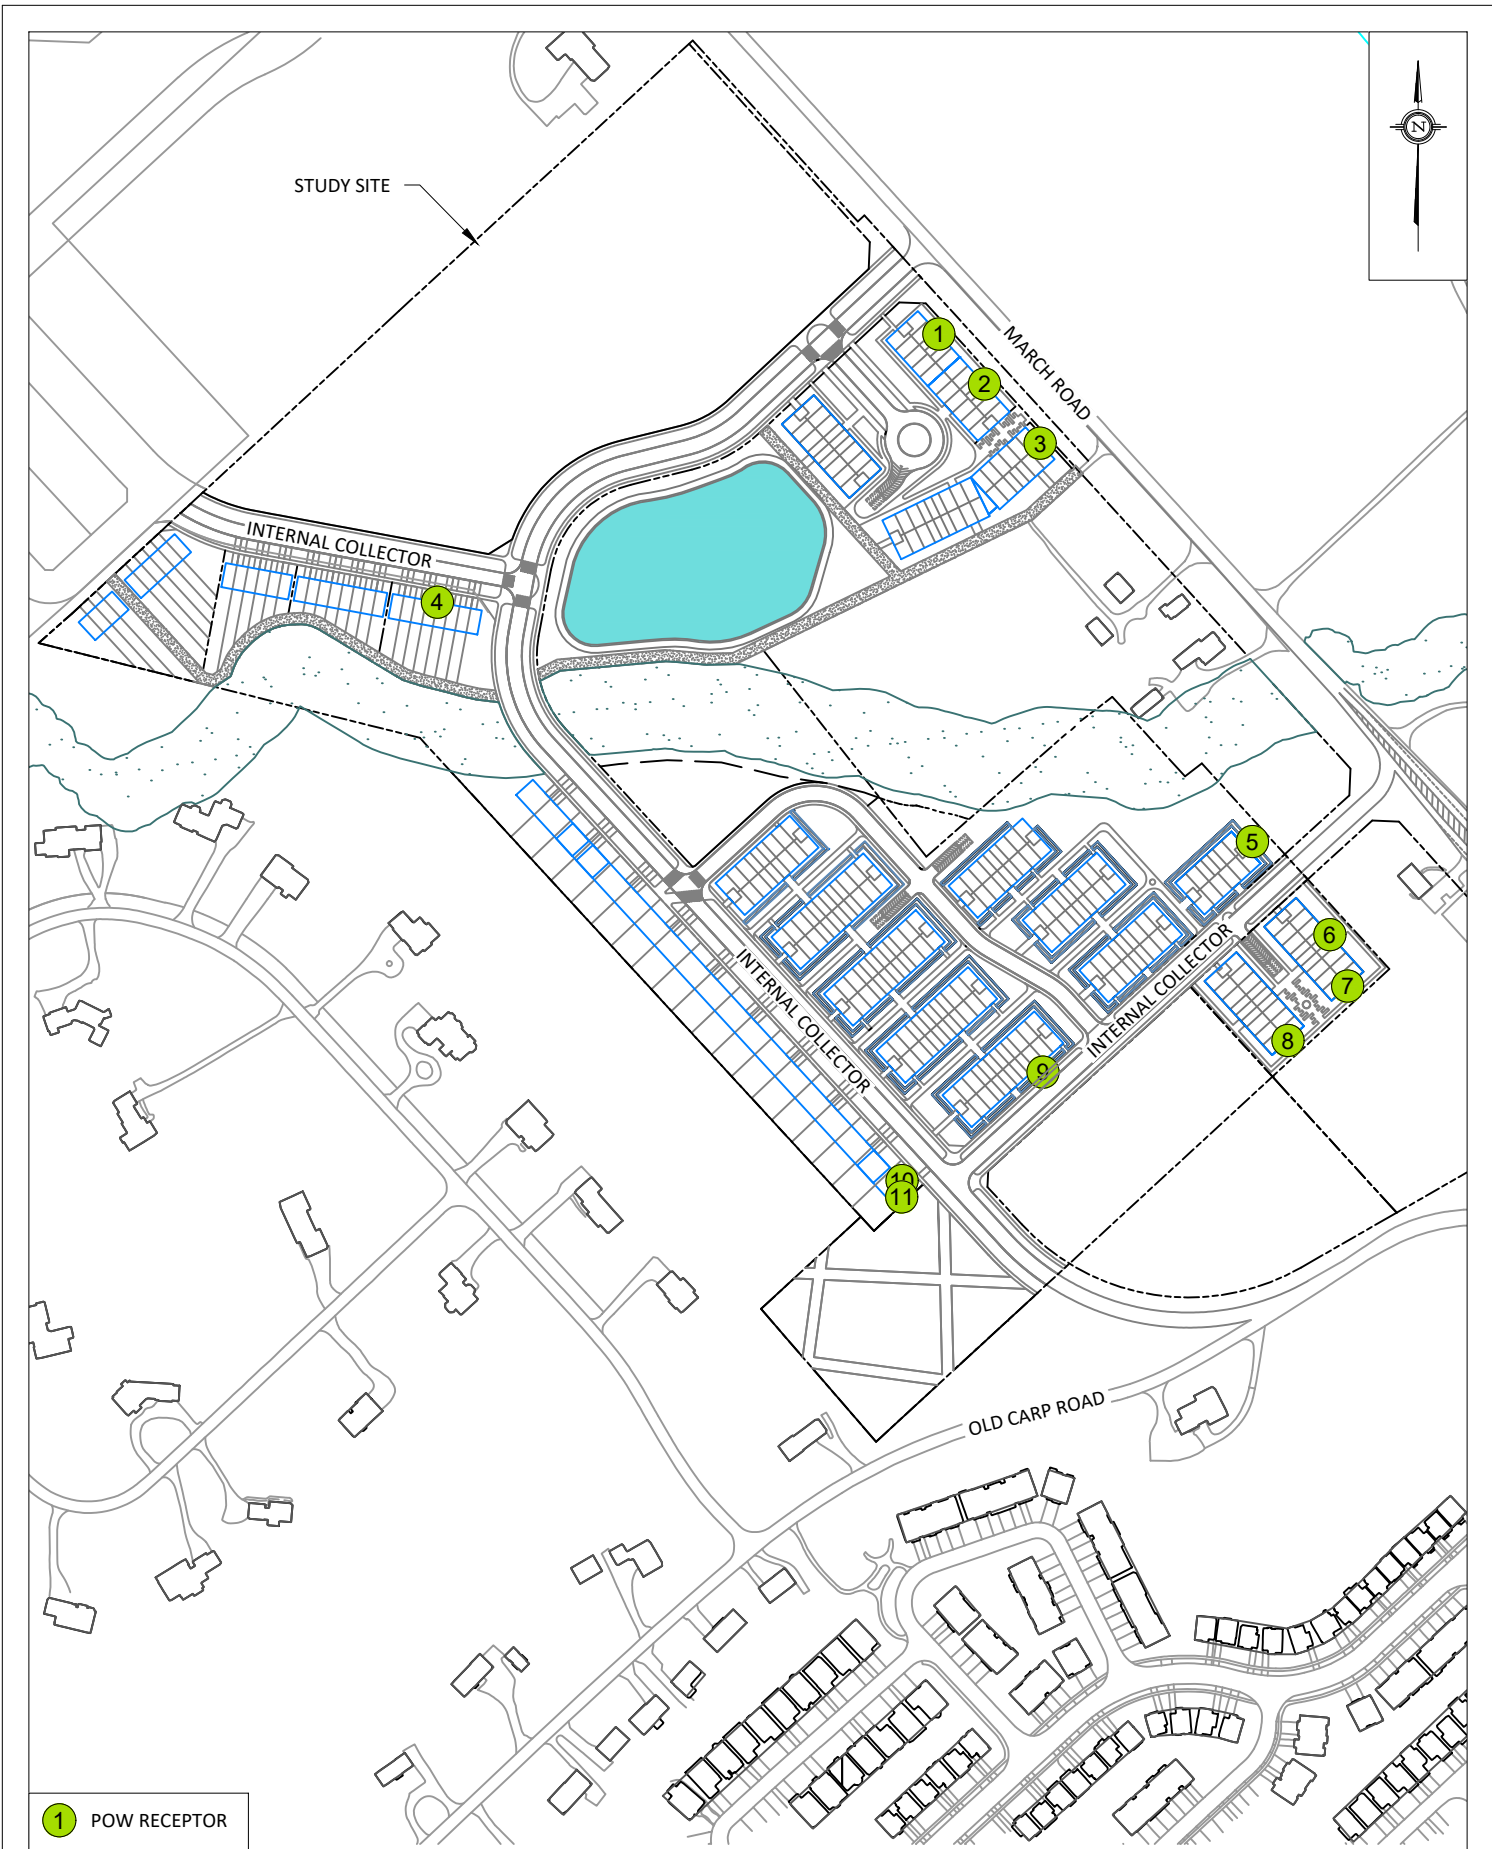 N
STUDY SITE
MARCH ROAD
1
2
3
INTERNAL COLLECTOR
4
5
6
7
8
9
INTERNAL COLLECTOR
INTERNAL COLLECTOR
10
11
OLD CARP ROAD
1 POW RECEPTOR